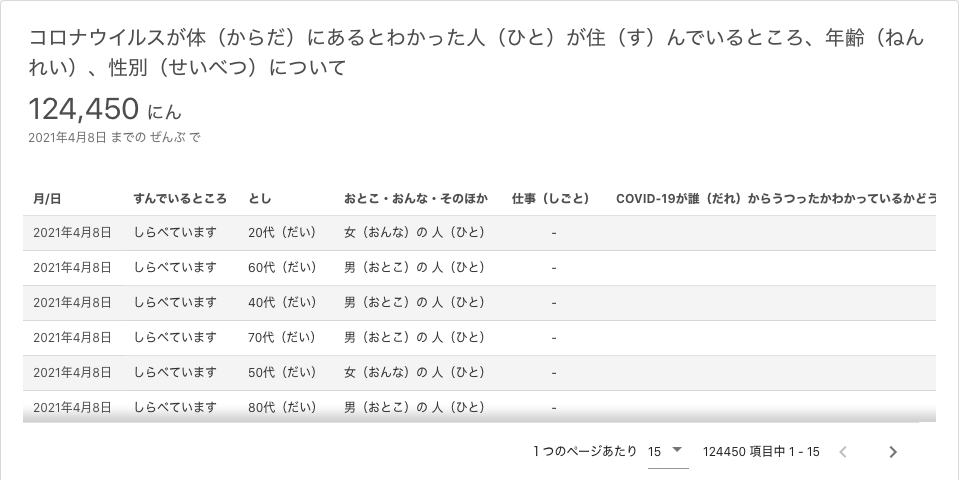 コロナウイルスが体（からだ）にあるとわかった人（ひと）が住（す）んでいるところ、年齢（ねん
れい）、性別（せいべつ）について
124,450 にん
2021年4月8日 までの ぜんぶ で
月/日 すんでいるところ とし おとこ・おんな・そのほか 仕事（しごと） COVID-19が誰（だれ）からうつったかわかっているかどう
2021年4月8日 しらべています 20代（だい） 女（おんな）の 人（ひと） -
2021年4月8日 しらべています 60代（だい） 男（おとこ）の 人（ひと） -
2021年4月8日 しらべています 40代（だい） 男（おとこ）の 人（ひと） -
2021年4月8日 しらべています 70代（だい） 男（おとこ）の 人（ひと） -
2021年4月8日 しらべています 50代（だい） 女（おんな）の 人（ひと） -
2021年4月8日 しらべています 80代（だい） 男（おとこ）の 人（ひと） -
1 つのページあたり 15 124450 項目中 1 - 15